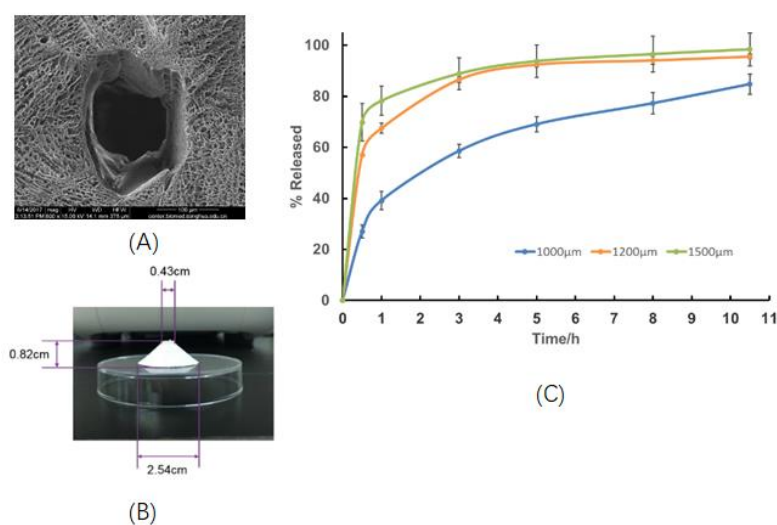 (A)
0.43cm
0.82cm
2.54cm
(B)
% Released
100
80
60
40
20
0
1000μm 1200μm 1500μm
0 1 2 3 4 5 6 7 8 9 10 11
Time/h
(C)